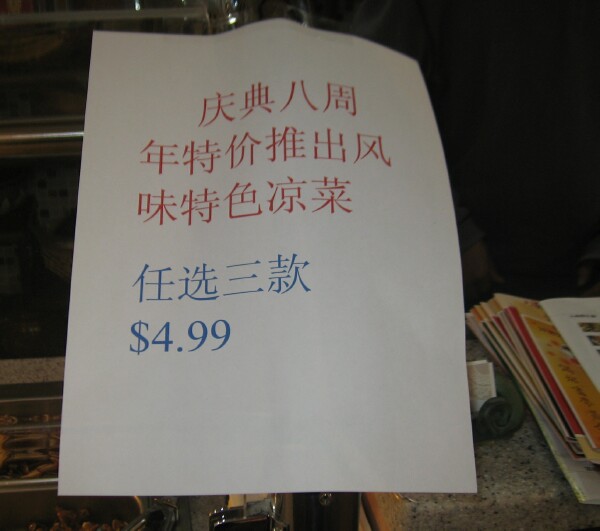 庆典八周
年特价推出风
味特色凉菜
任选三款
$4.99